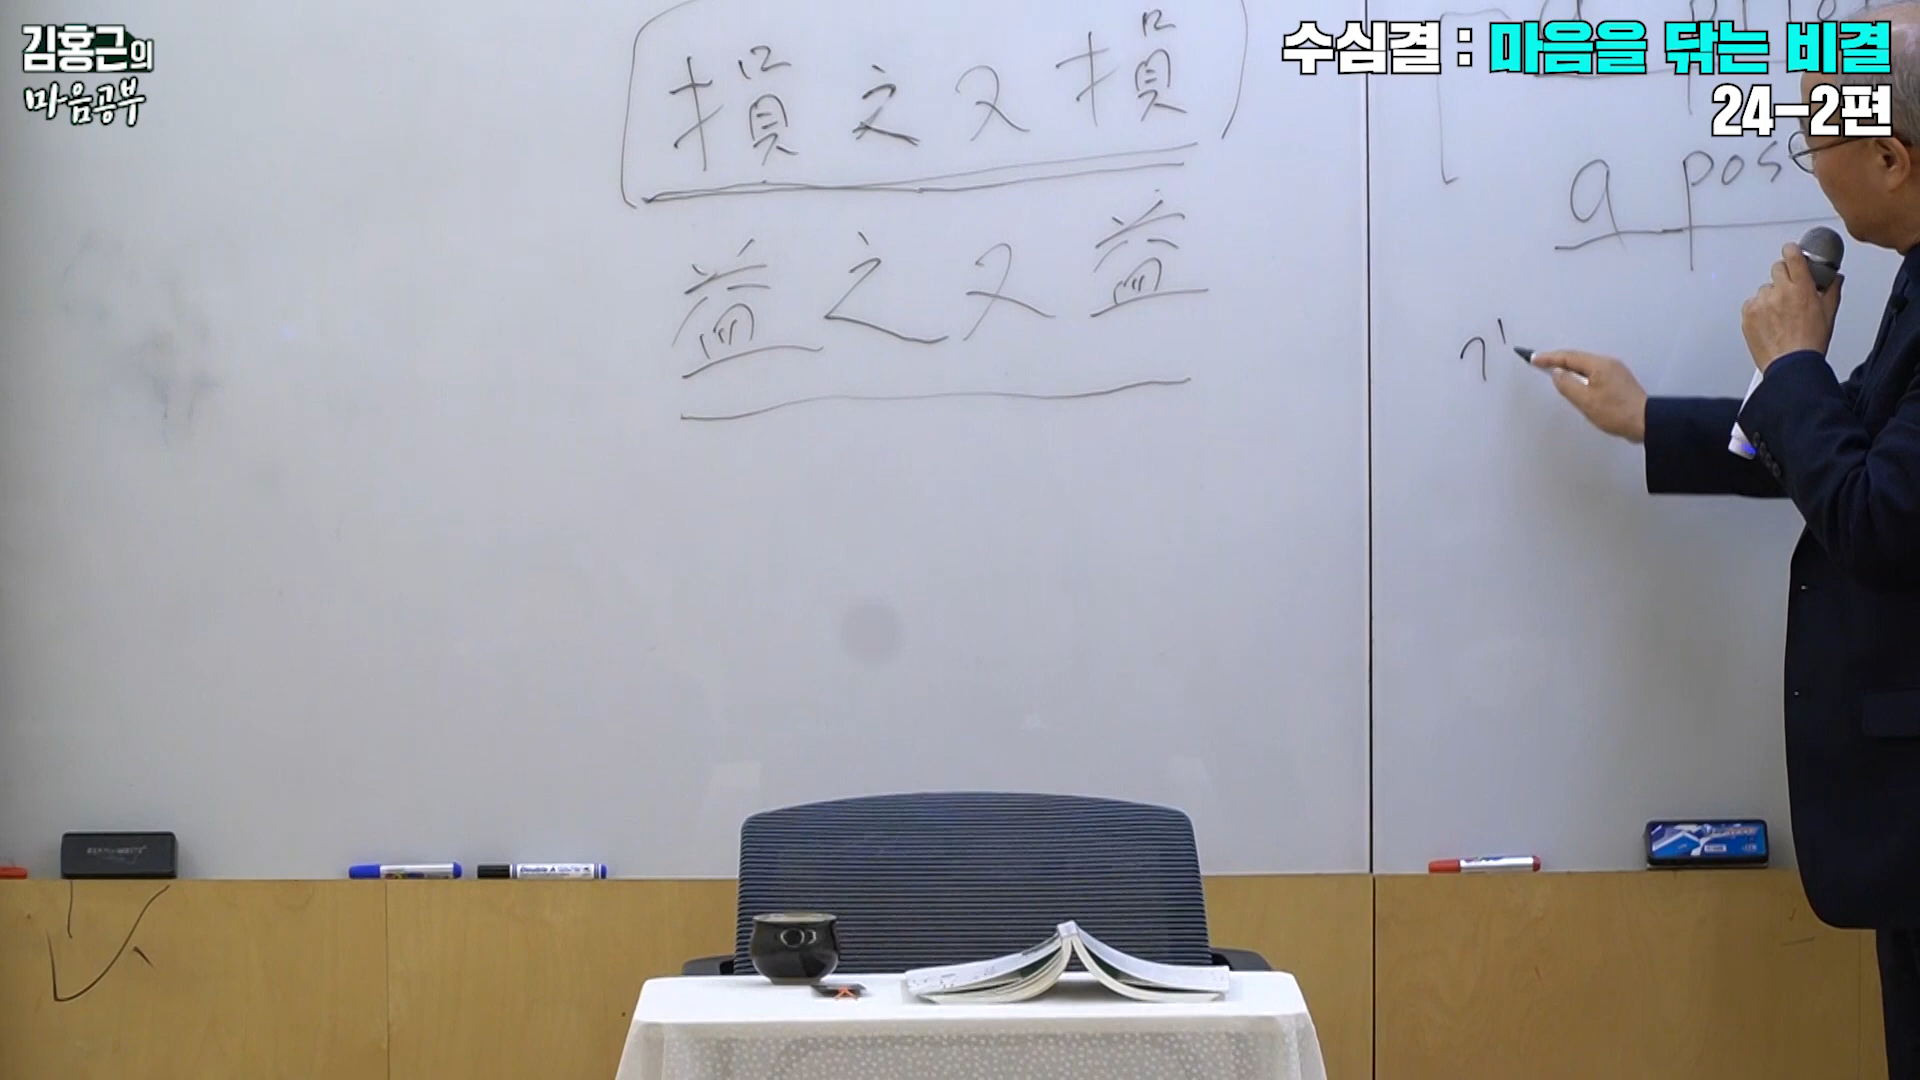 김홍근의
마음공부
수심결 : 마음을 닦는 비결
24-2편
損之又損
益之又益
a pos
Double A